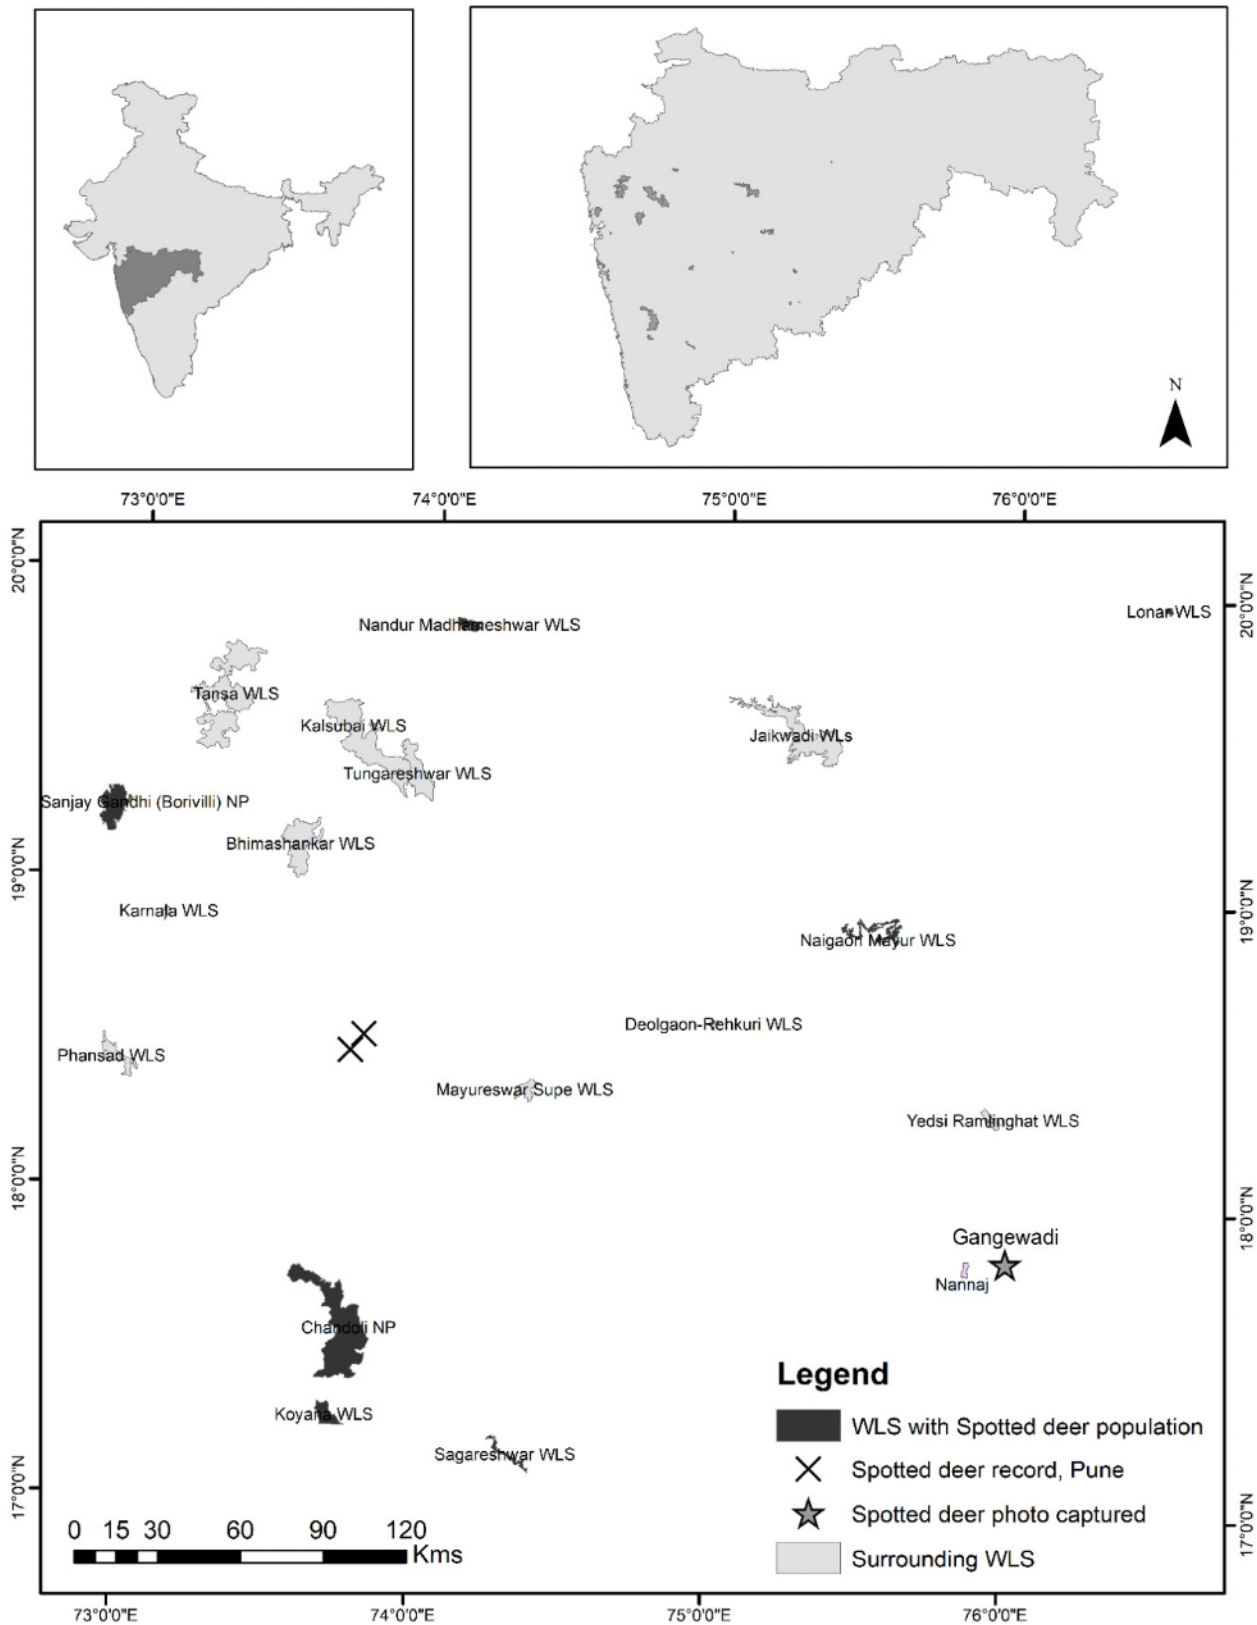 N
73°0'0"E 74°0'0"E 75°0'0"E 76°0'0"E
20°0'0"N
20°0'0"N
Lonar WLS
Nandur Madhameshwar WLS
Tansa WLS
Kalsubai WLS
Jaikwadi WLs
Tungareshwar WLS
Sanjay Gandhi (Borivilli) NP
Bhimashankar WLS
19°0'0"N
19°0'0"N
Karnala WLS
Naigaon Mayur WLS
Deolgaon-Rehkuri WLS
Phansad WLS
Mayureswar Supe WLS
Yedsi Ramlinghat WLS
18°0'0"N
18°0'0"N
Gangewadi
Nannaj
Chandoli NP
Koyana WLS
Sagareshwar WLS
17°0'0"N
17°0'0"N
Legend
WLS with Spotted deer population
Spotted deer record, Pune
Spotted deer photo captured
Surrounding WLS
0 15 30 60 90 120
Kms
73°0'0"E 74°0'0"E 75°0'0"E 76°0'0"E